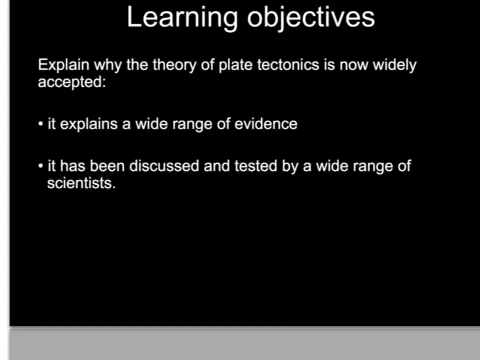 Learning objectives
Explain why the theory of plate tectonics is now widely
accepted:
• it explains a wide range of evidence
• it has been discussed and tested by a wide range of
scientists.